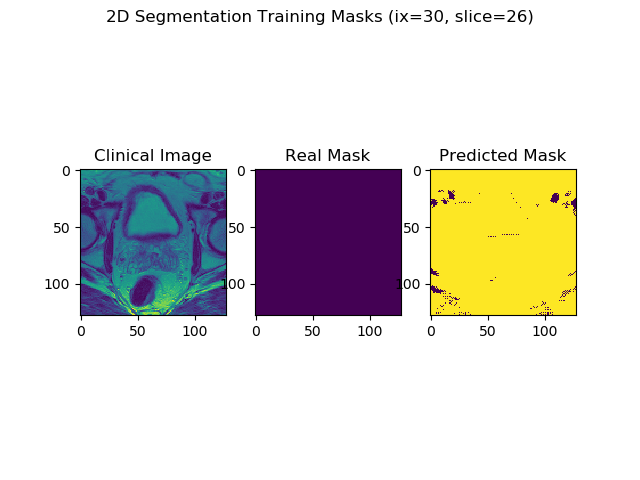 2D Segmentation Training Masks (ix=30, slice=26)
Clinical Image Real Mask Predicted Mask
0 0 0
50 50 50
100 100 100
0 50 100 0 50 100 0 50 100